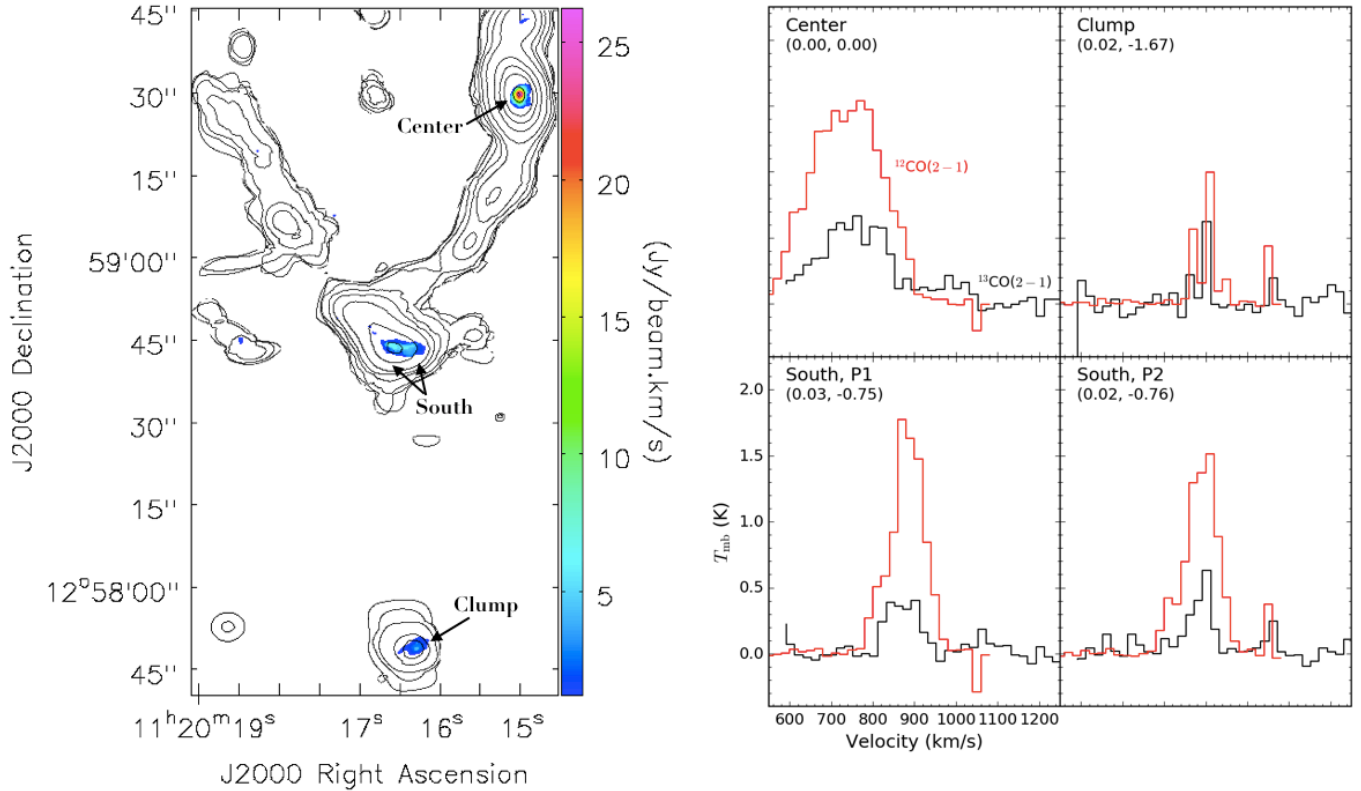 45"
30"
15"
59'00"
45"
30"
15"
12°58'00"
45"
11ʰ20ᵐ19ˢ
17ˢ
16ˢ
15ˢ
J2000 Right Ascension
J2000 Declination
Center
South
Clump
25
20
15
10
5
(Jy/beam.km/s)
Center
(0.00, 0.00)
¹²CO(2−1)
¹³CO(2−1)
Clump
(0.02, -1.67)
South, P1
(0.03, -0.75)
South, P2
(0.02, -0.76)
2.0
1.5
1.0
0.5
0.0
T_mb (K)
600 700 800 900 1000 1100 1200
Velocity (km/s)